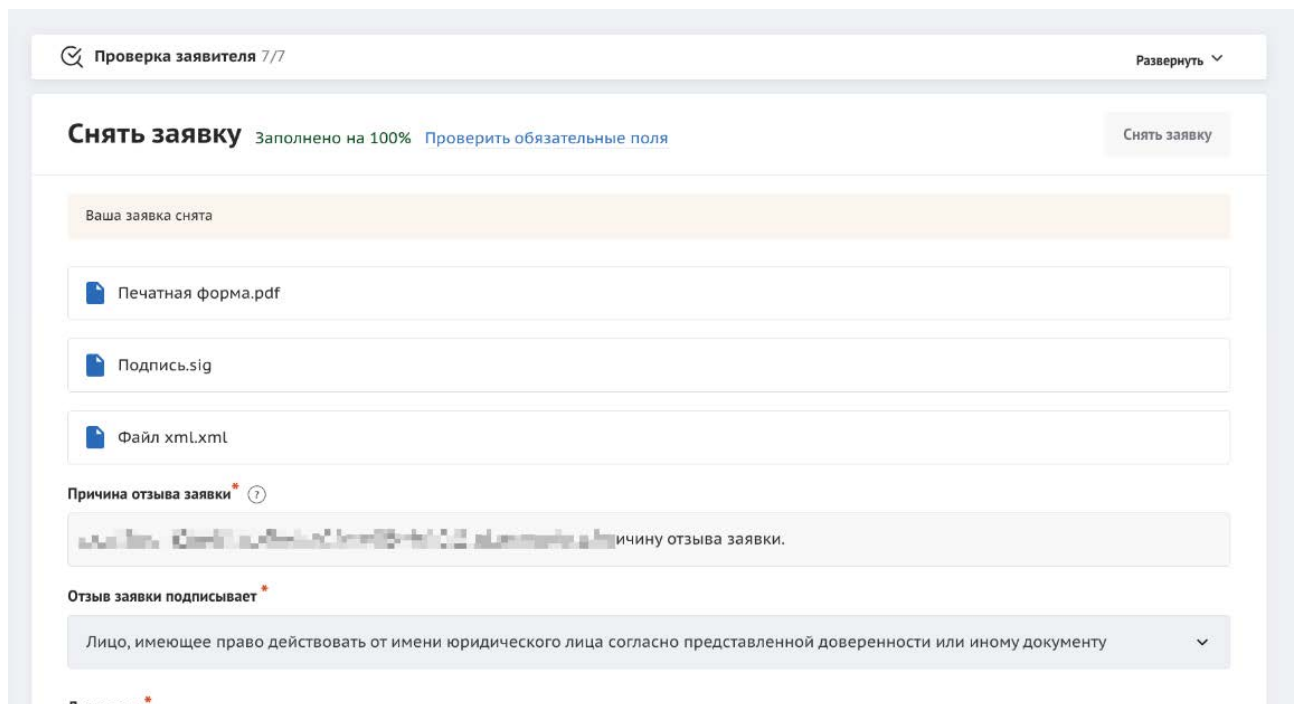 Проверка заявителя 7/7
Развернуть
Снять заявку Заполнено на 100% Проверить обязательные поля
Снять заявку
Ваша заявка снята
Печатная форма.pdf
Подпись.sig
Файл xml.xml
Причина отзыва заявки* ?
ичину отзыва заявки.
Отзыв заявки подписывает *
Лицо, имеющее право действовать от имени юридического лица согласно представленной доверенности или иному документу
*